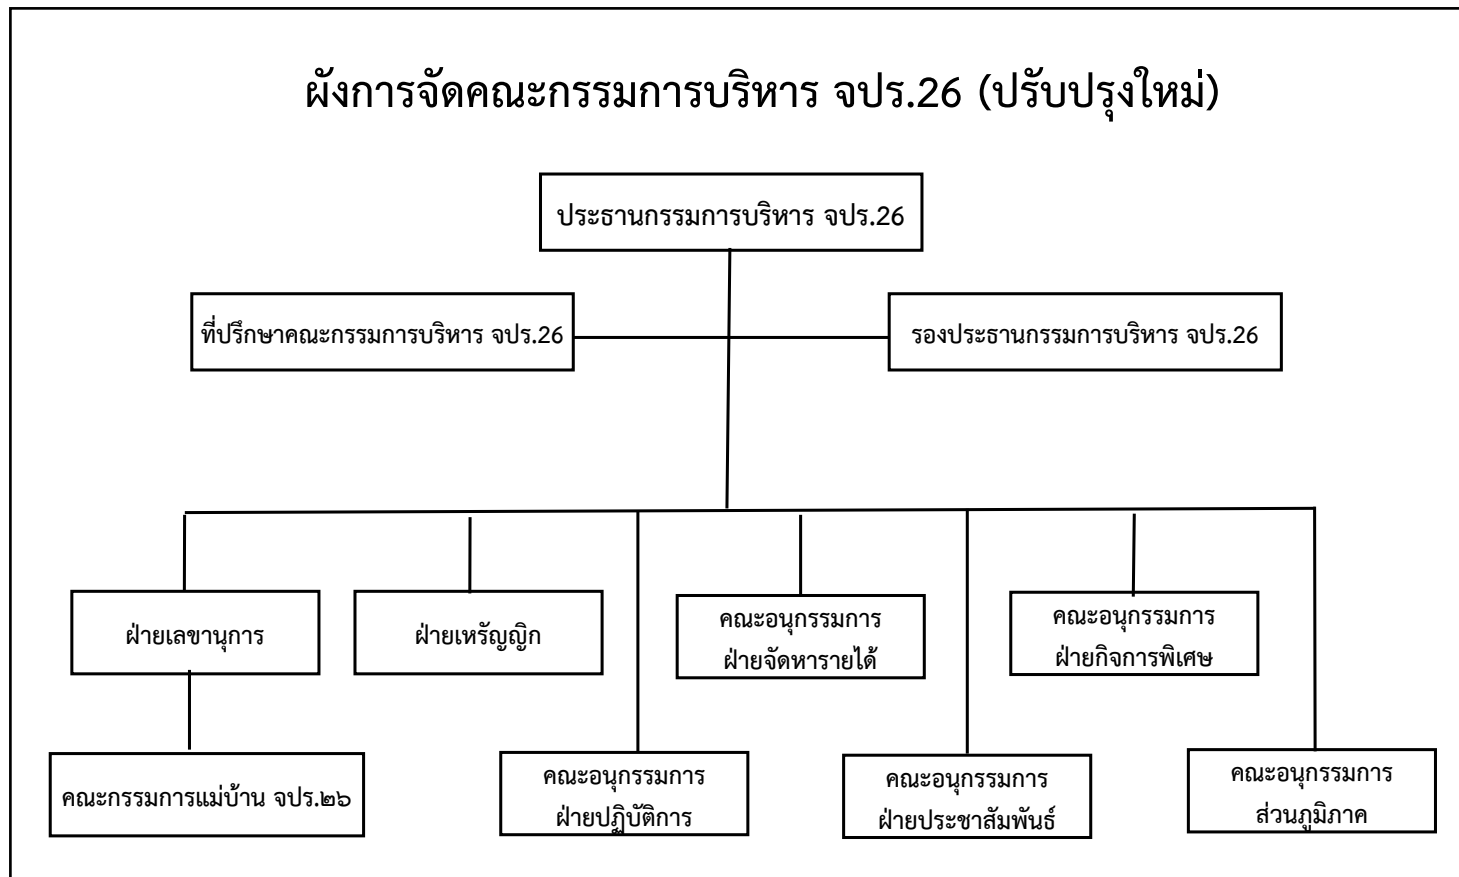 ผังการจัดคณะกรรมการบริหาร จปร.26 (ปรับปรุงใหม่)
ประธานกรรมการบริหาร จปร.26
ที่ปรึกษาคณะกรรมการบริหาร จปร.26
รองประธานกรรมการบริหาร จปร.26
ฝ่ายเลขานุการ
ฝ่ายเหรัญญิก
คณะอนุกรรมการ
ฝ่ายจัดหารายได้
คณะอนุกรรมการ
ฝ่ายกิจการพิเศษ
คณะกรรมการแม่บ้าน จปร.๒๖
คณะอนุกรรมการ
ฝ่ายปฏิบัติการ
คณะอนุกรรมการ
ฝ่ายประชาสัมพันธ์
คณะอนุกรรมการ
ส่วนภูมิภาค